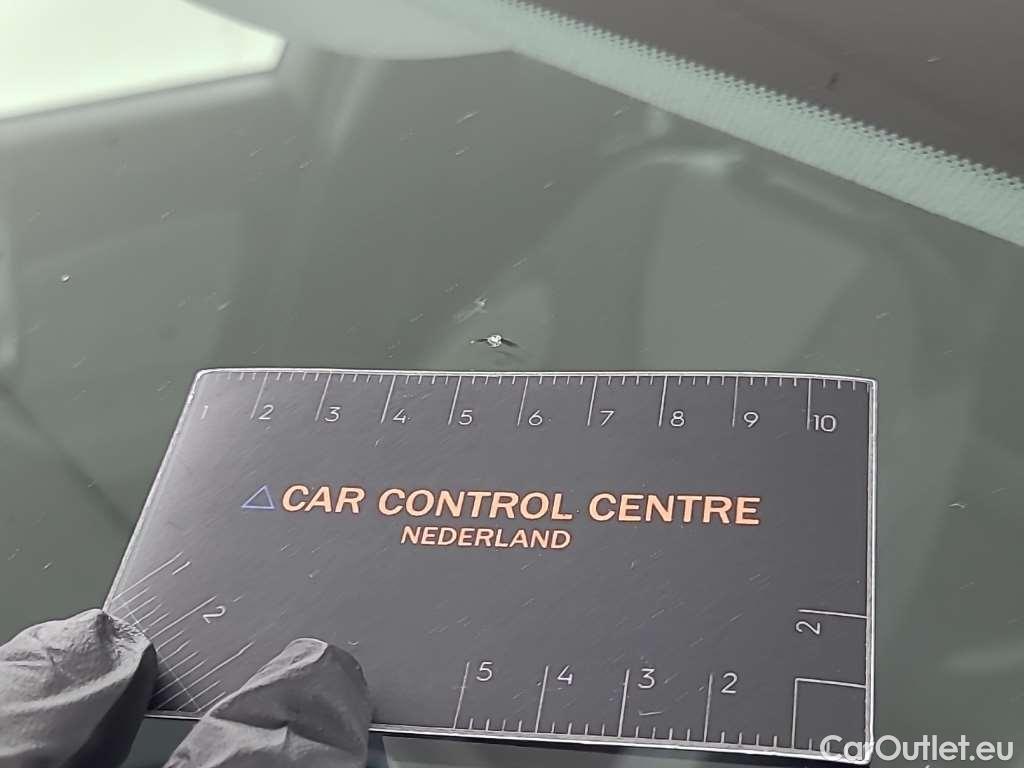 1 2 3 4 5 6 7 8 9 10
CAR CONTROL CENTRE
NEDERLAND
2
2
5 4 3 2
CarOutlet.eu